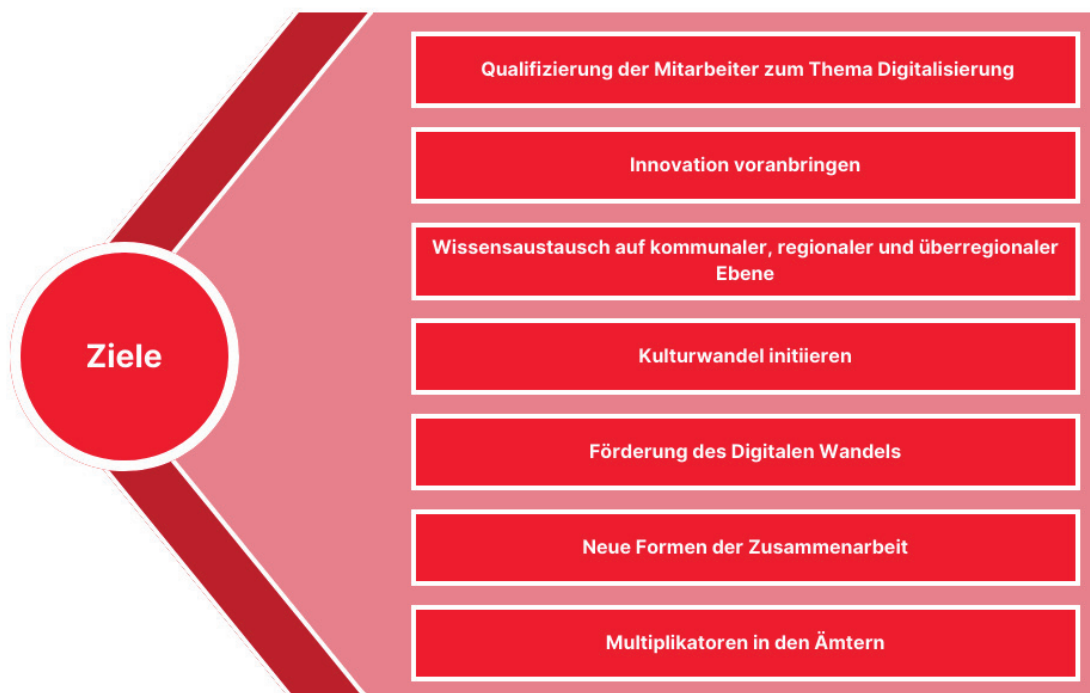 Qualifizierung der Mitarbeiter zum Thema Digitalisierung
Innovation voranbringen
Wissensaustausch auf kommunaler, regionaler und überregionaler
Ebene
Ziele
Kulturwandel initiieren
Förderung des Digitalen Wandels
Neue Formen der Zusammenarbeit
Multiplikatoren in den Ämtern